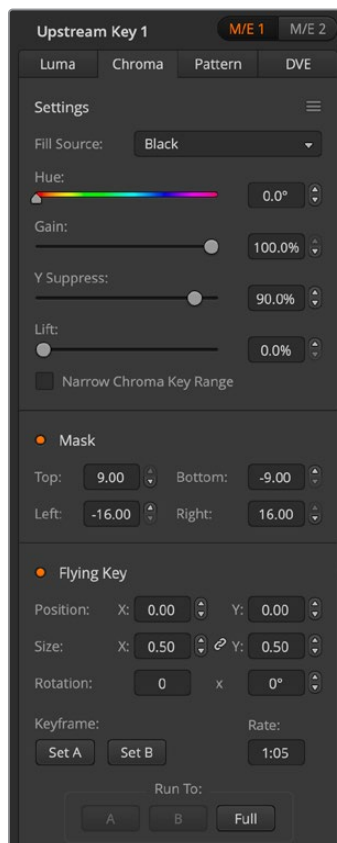 Upstream Key 1 M/E 1 M/E 2
Luma Chroma Pattern DVE
Settings
Fill Source: Black
Hue:
0.0°
Gain:
100.0%
Y Suppress:
90.0%
Lift:
0.0%
Narrow Chroma Key Range
Mask
Top: 9.00 Bottom: -9.00
Left: -16.00 Right: 16.00
Flying Key
Position: X: 0.00 Y: 0.00
Size: X: 0.50 Y: 0.50
Rotation: 0 x 0°
Keyframe: Rate:
Set A Set B 1:05
Run To:
A B Full